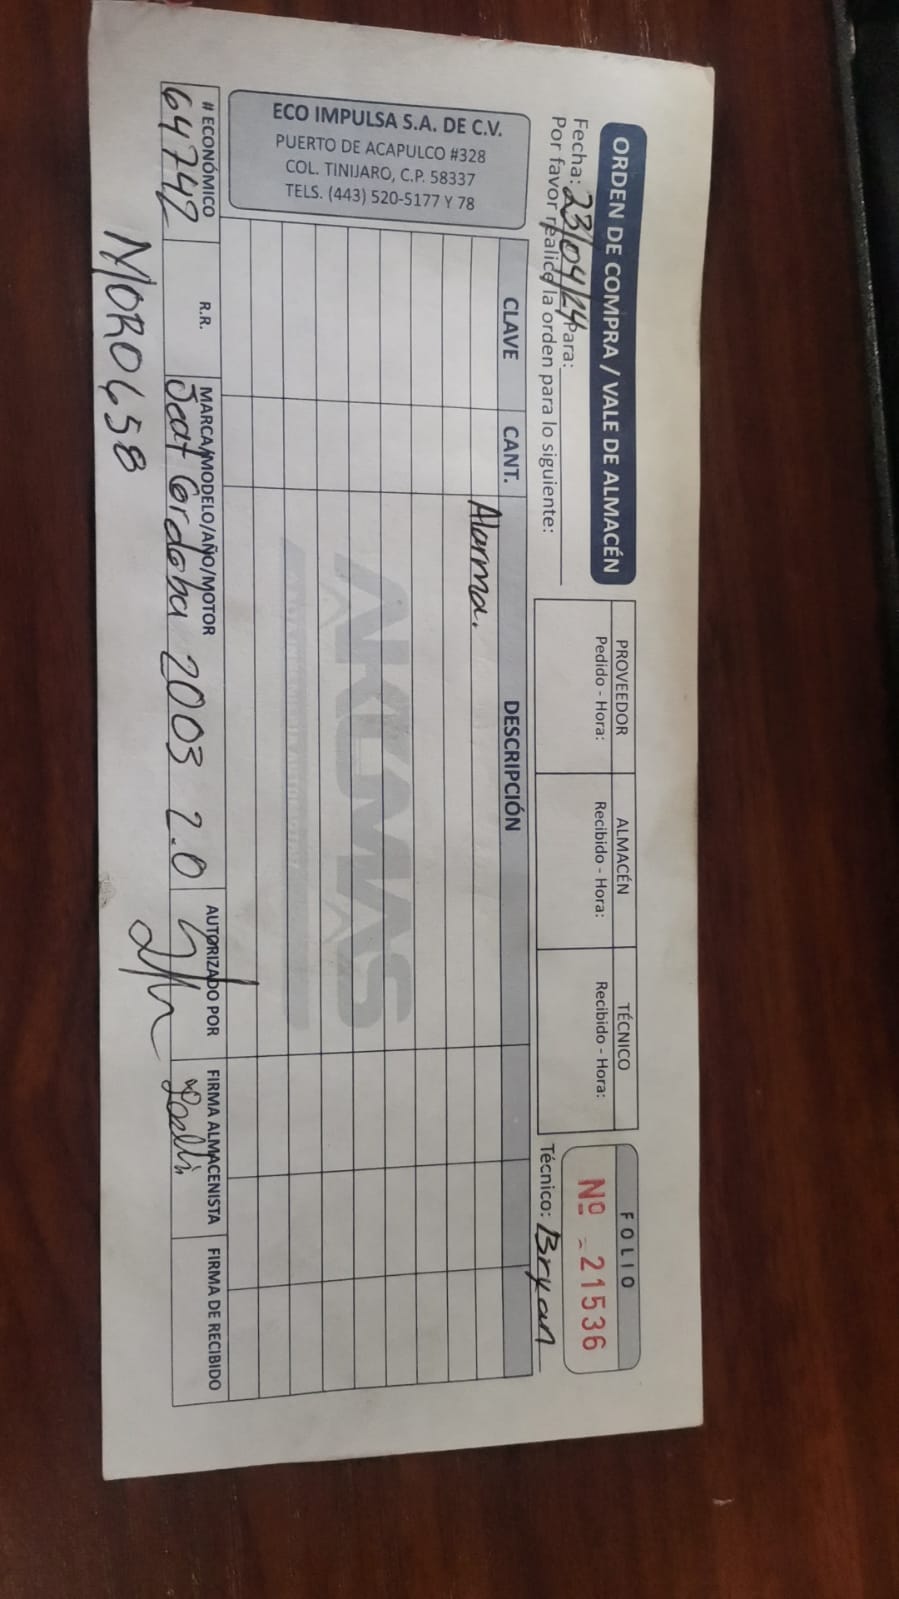 ORDEN DE COMPRA / VALE DE ALMACÉN
Fecha: 23/04/24 Para:
Por favor realice la orden para lo siguiente:
PROVEEDOR
Pedido - Hora:
ALMACÉN
Recibido - Hora:
TÉCNICO
Recibido - Hora:
FOLIO
Nº 21536
Técnico: Bryan
ECO IMPULSA S.A. DE C.V.
PUERTO DE ACAPULCO #328
COL. TINIJARO, C.P. 58337
TELS. (443) 520-5177 Y 78
CLAVE CANT. DESCRIPCIÓN
Alarma.
AKUMAS
# ECONÓMICO R.R. MARCA/MODELO/AÑO/MOTOR AUTORIZADO POR FIRMA ALMACENISTA FIRMA DE RECIBIDO
64742 Seat Cordoba 2003 2.0
MOR0658